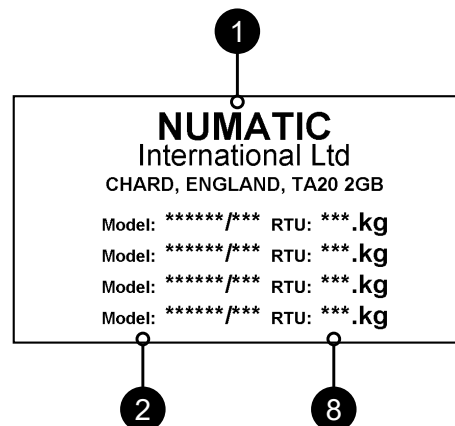 1
NUMATIC
International Ltd
CHARD, ENGLAND, TA20 2GB
Model: ******/*** RTU: ***.kg
Model: ******/*** RTU: ***.kg
Model: ******/*** RTU: ***.kg
Model: ******/*** RTU: ***.kg
2 8